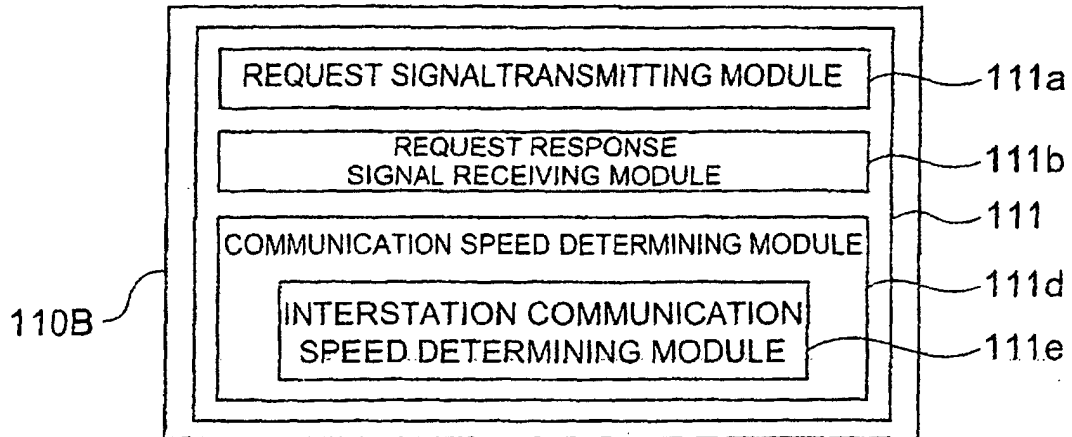 REQUEST SIGNALTRANSMITTING MODULE
111a
REQUEST RESPONSE
SIGNAL RECEIVING MODULE
111b
111
COMMUNICATION SPEED DETERMINING MODULE
111d
INTERSTATION COMMUNICATION
SPEED DETERMINING MODULE
111e
110B